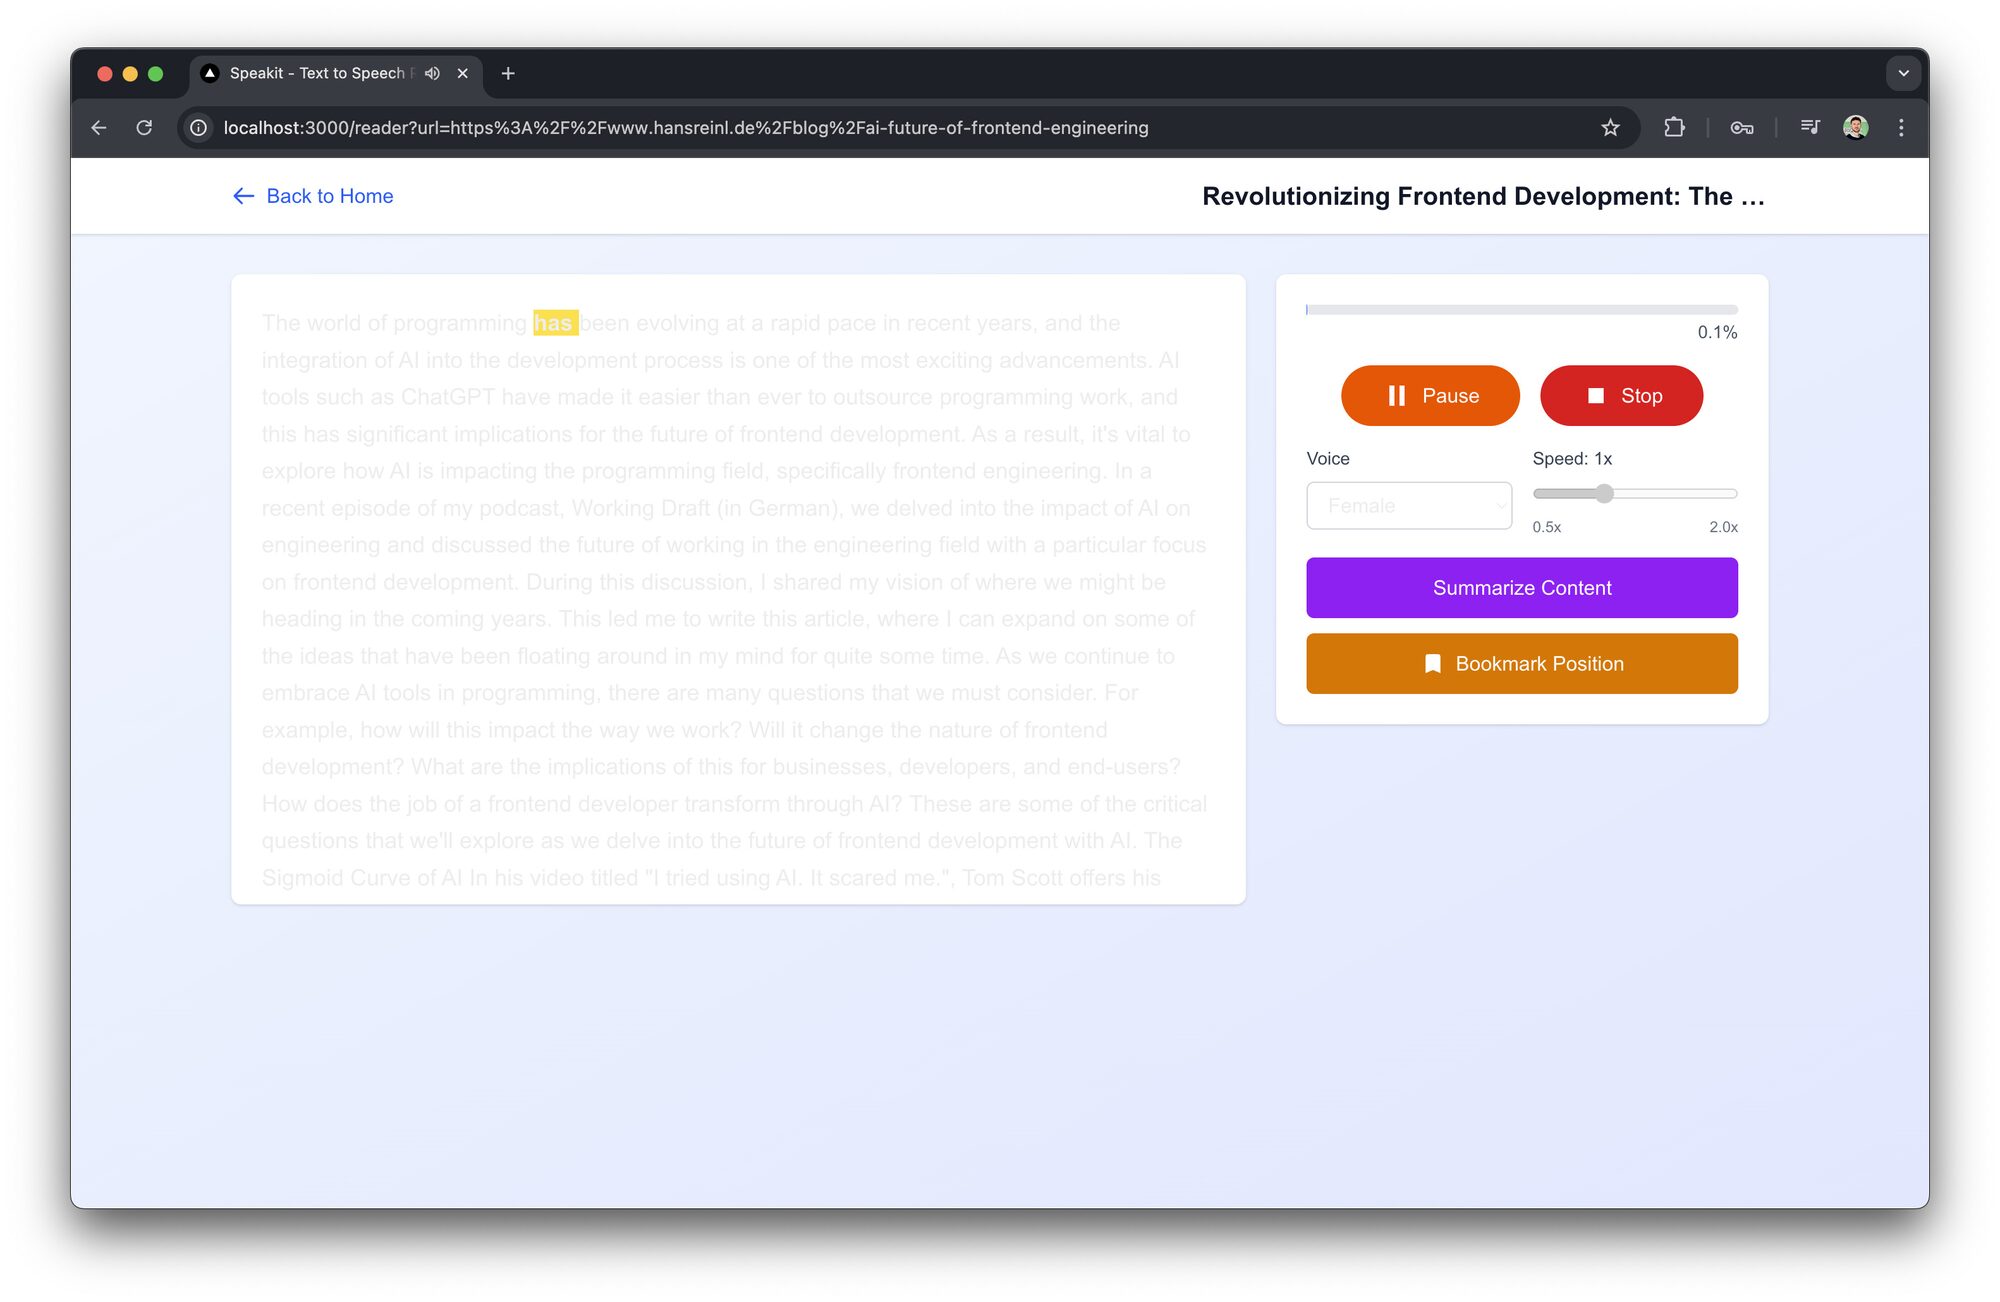 Speakit - Text to Speech
localhost:3000/reader?url=https%3A%2F%2Fwww.hansreinl.de%2Fblog%2Fai-future-of-frontend-engineering
Back to Home
Revolutionizing Frontend Development: The ...
The world of programming has been evolving at a rapid pace in recent years, and the
integration of AI into the development process is one of the most exciting advancements. AI
tools such as ChatGPT have made it easier than ever to outsource programming work, and
this has significant implications for the future of frontend development. As a result, it's vital to
explore how AI is impacting the programming field, specifically frontend engineering. In a
recent episode of my podcast, Working Draft (in German), we delved into the impact of AI on
engineering and discussed the future of working in the engineering field with a particular focus
on frontend development. During this discussion, I shared my vision of where we might be
heading in the coming years. This led me to write this article, where I can expand on some of
the ideas that have been floating around in my mind for quite some time. As we continue to
embrace AI tools in programming, there are many questions that we must consider. For
example, how will this impact the way we work? Will it change the nature of frontend
development? What are the implications of this for businesses, developers, and end-users?
How does the job of a frontend developer transform through AI? These are some of the critical
questions that we'll explore as we delve into the future of frontend development with AI. The
Sigmoid Curve of AI In his video titled "I tried using AI. It scared me.", Tom Scott offers his
0.1%
Pause
Stop
Voice
Speed: 1x
Female
0.5x
2.0x
Summarize Content
Bookmark Position